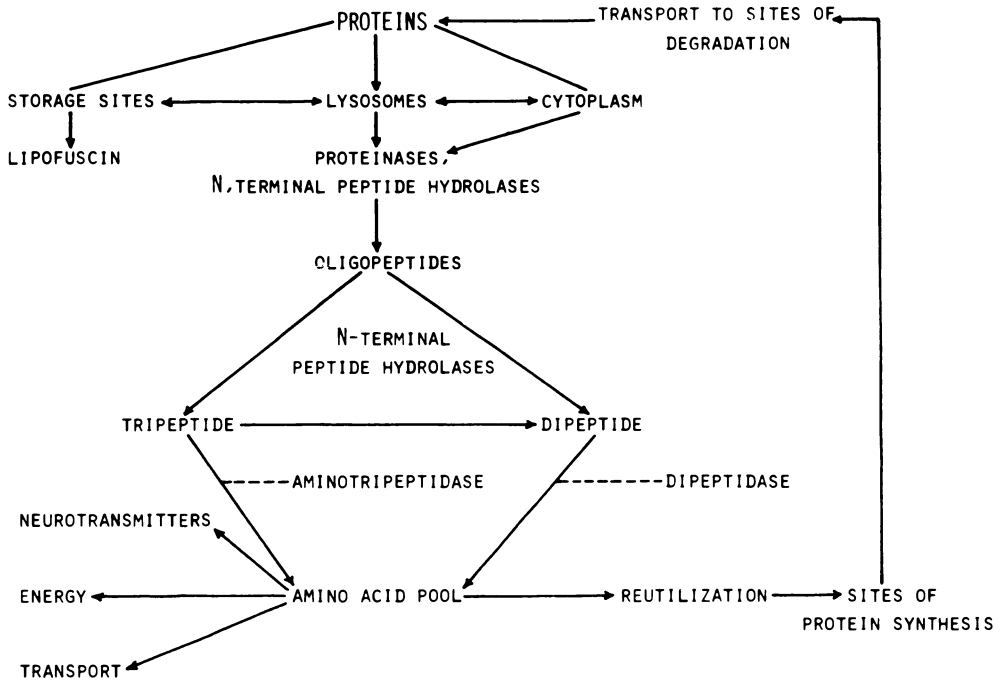 PROTEINS
TRANSPORT TO SITES OF
DEGRADATION
STORAGE SITES
LYSOSOMES
CYTOPLASM
LIPOFUSCIN
PROTEINASES,
N,TERMINAL PEPTIDE HYDROLASES
OLIGOPEPTIDES
N-TERMINAL
PEPTIDE HYDROLASES
TRIPEPTIDE
DIPEPTIDE
AMINOTRIPEPTIDASE
DIPEPTIDASE
NEUROTRANSMITTERS
ENERGY
AMINO ACID POOL
REUTILIZATION
SITES OF
PROTEIN SYNTHESIS
TRANSPORT